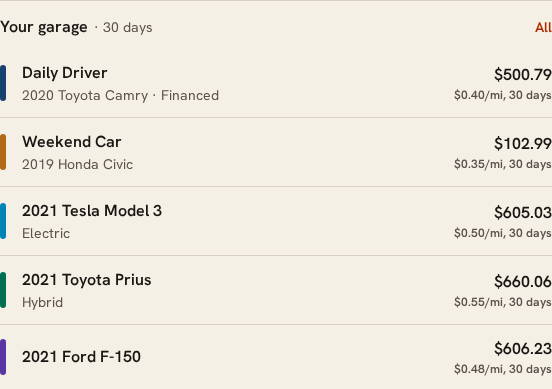 Your garage · 30 days
All
Daily Driver
$500.79
2020 Toyota Camry · Financed
$0.40/mi, 30 days
Weekend Car
$102.99
2019 Honda Civic
$0.35/mi, 30 days
2021 Tesla Model 3
$605.03
Electric
$0.50/mi, 30 days
2021 Toyota Prius
$660.06
Hybrid
$0.55/mi, 30 days
2021 Ford F-150
$606.23
$0.48/mi, 30 days